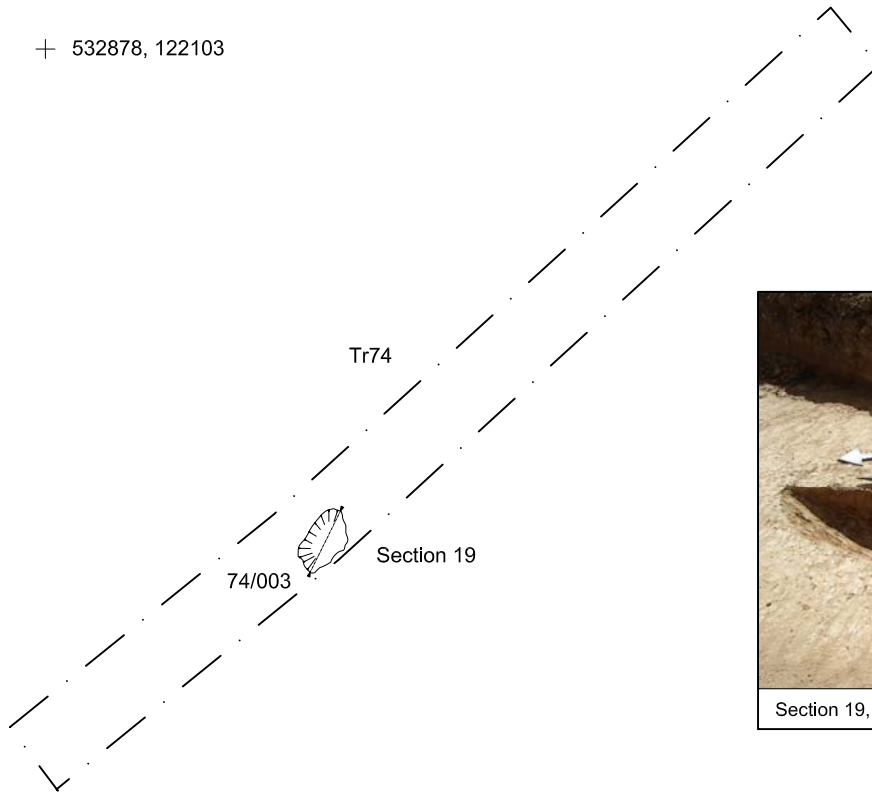 532878, 122103
Tr74
Section 19
74/003
Section 19,